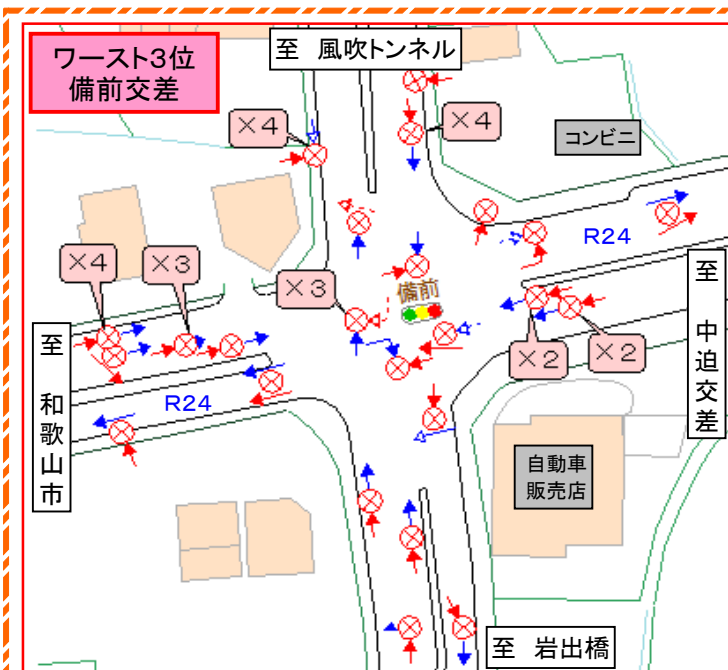 ワースト3位
備前交差
至 風吹トンネル
×4
×4
コンビニ
R24
×4
×3
×3
備前
至 中迫交差
×2
×2
至 和歌山市
R24
自動車
販売店
至 岩出橋